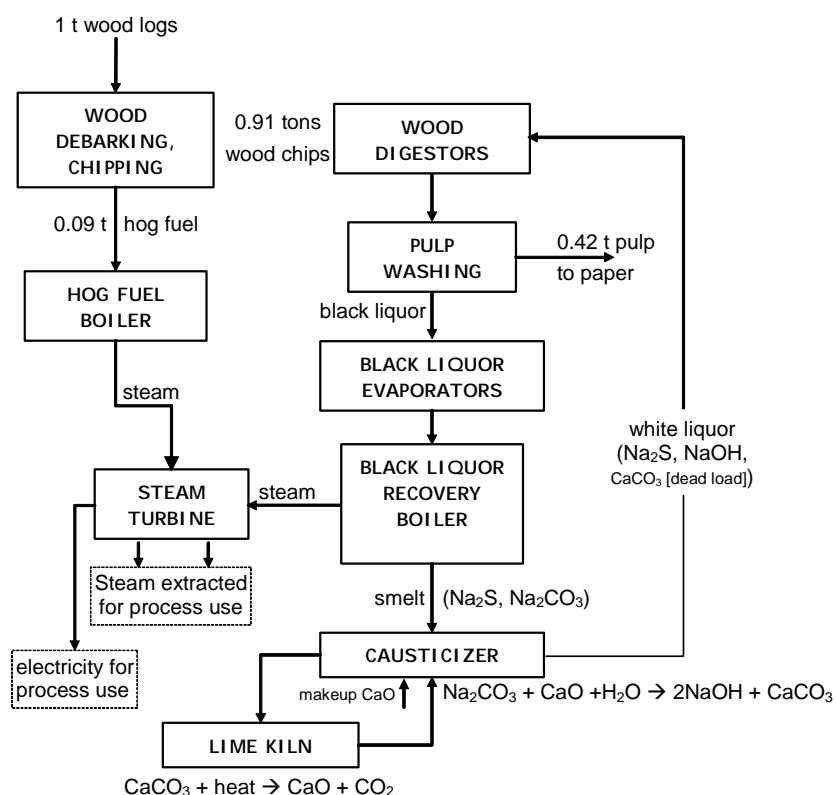 1 t wood logs
WOOD
DEBARKING,
CHIPPING
0.09 t hog fuel
HOG FUEL
BOILER
steam
STEAM
TURBINE
Steam extracted
for process use
electricity for
process use
0.91 tons
wood chips
WOOD
DIGESTORS
PULP
WASHING
0.42 t pulp
to paper
black liquor
BLACK LIQUOR
EVAPORATORS
BLACK LIQUOR
RECOVERY
BOILER
steam
smelt (Na₂S, Na₂CO₃)
white liquor
(Na₂S, NaOH,
CaCO₃ [dead load])
CAUSTICIZER
makeup CaO
Na₂CO₃ + CaO +H₂O → 2NaOH + CaCO₃
LIME KILN
CaCO₃ + heat → CaO + CO₂